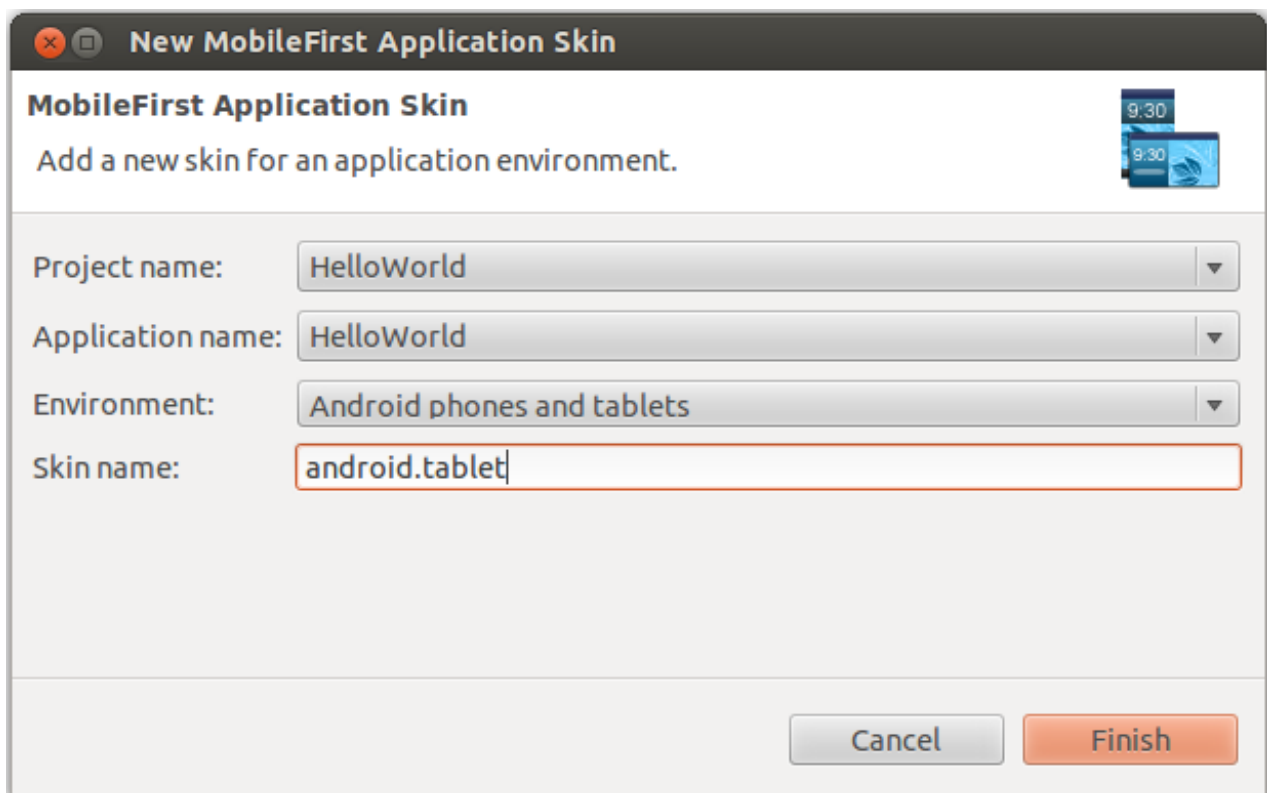 New MobileFirst Application Skin
MobileFirst Application Skin
Add a new skin for an application environment.
9:30
9:30
Project name: HelloWorld
Application name: HelloWorld
Environment: Android phones and tablets
Skin name: android.tablet
Cancel Finish